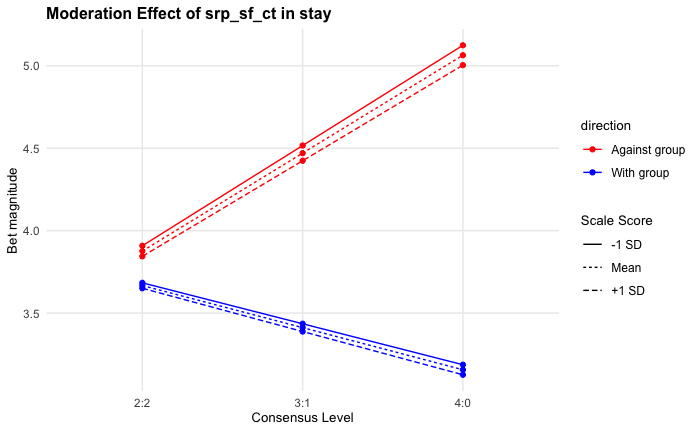 Moderation Effect of srp_sf_ct in stay
5.0
4.5
4.0
3.5
Bet magnitude
2:2
3:1
4:0
Consensus Level
direction
Against group
With group
Scale Score
-1 SD
Mean
+1 SD